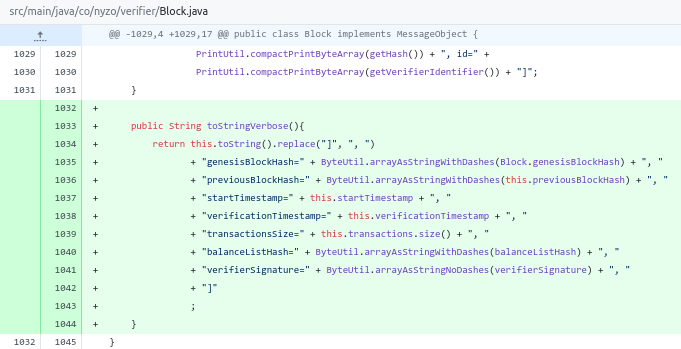 src/main/java/co/nyzo/verifier/Block.java
@@ -1029,4 +1029,17 @@ public class Block implements MessageObject {
1029 1029 PrintUtil.compactPrintByteArray(getHash()) + ", id=" +
1030 1030 PrintUtil.compactPrintByteArray(getVerifierIdentifier()) + "]";
1031 1031 }
1032 +
1033 + public String toStringVerbose(){
1034 + return this.toString().replace("]", ", ")
1035 + + "genesisBlockHash=" + ByteUtil.arrayAsStringWithDashes(Block.genesisBlockHash) + ", "
1036 + + "previousBlockHash=" + ByteUtil.arrayAsStringWithDashes(this.previousBlockHash) + ", "
1037 + + "startTimestamp=" + this.startTimestamp + ", "
1038 + + "verificationTimestamp=" + this.verificationTimestamp + ", "
1039 + + "transactionsSize=" + this.transactions.size() + ", "
1040 + + "balanceListHash=" + ByteUtil.arrayAsStringWithDashes(balanceListHash) + ", "
1041 + + "verifierSignature=" + ByteUtil.arrayAsStringNoDashes(verifierSignature) + ", "
1042 + + "]"
1043 + ;
1044 + }
1032 1045 }